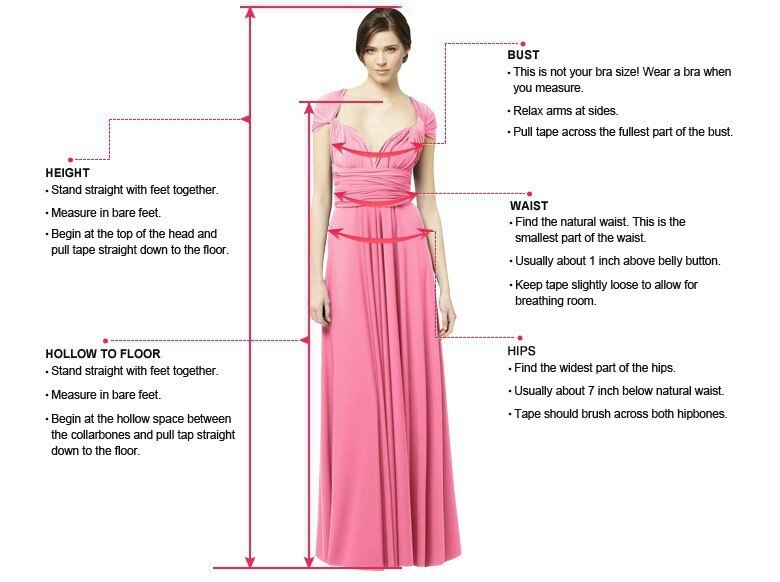 HEIGHT
• Stand straight with feet together.
• Measure in bare feet.
• Begin at the top of the head and
pull tape straight down to the floor.
HOLLOW TO FLOOR
• Stand straight with feet together.
• Measure in bare feet.
• Begin at the hollow space between
the collarbones and pull tap straight
down to the floor.
BUST
• This is not your bra size! Wear a bra when
you measure.
• Relax arms at sides.
• Pull tape across the fullest part of the bust.
WAIST
• Find the natural waist. This is the
smallest part of the waist.
• Usually about 1 inch above belly button.
• Keep tape slightly loose to allow for
breathing room.
HIPS
• Find the widest part of the hips.
• Usually about 7 inch below natural waist.
• Tape should brush across both hipbones.